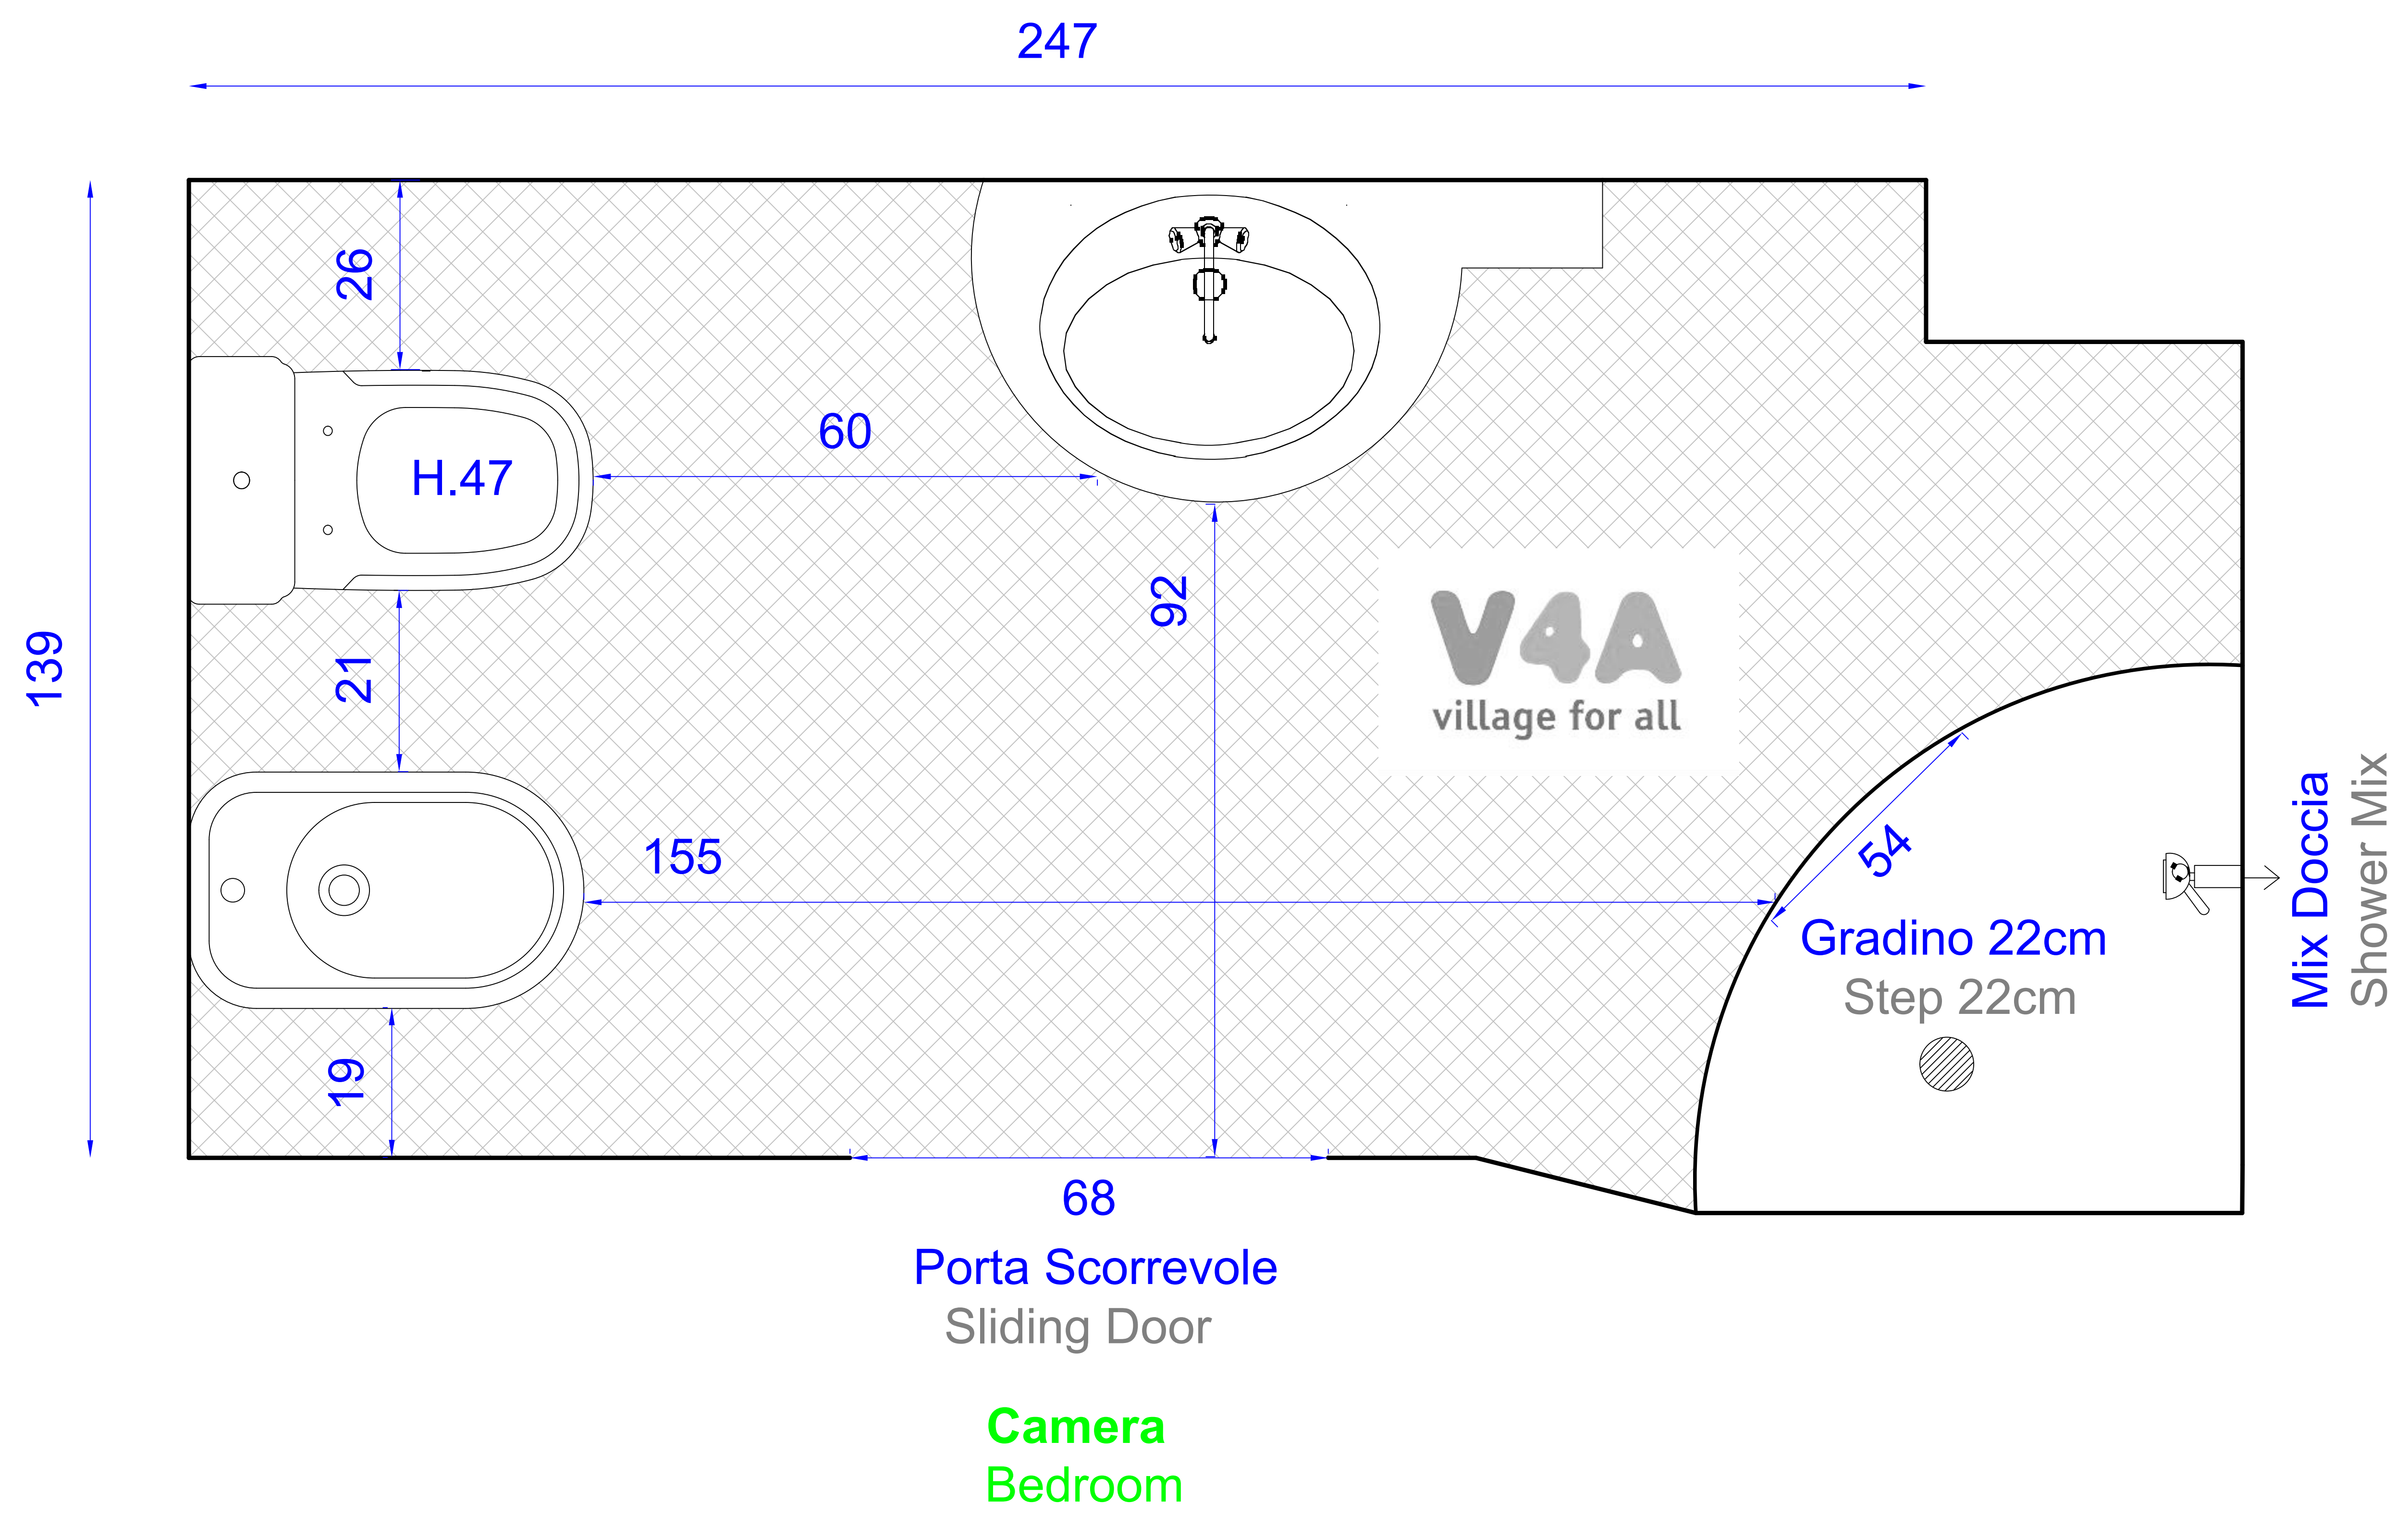 247
139
26
H.47
60
21
92
V4A
village for all
155
54
Gradino 22cm
Step 22cm
Mix Doccia
Shower Mix
19
68
Porta Scorrevole
Sliding Door
Camera
Bedroom